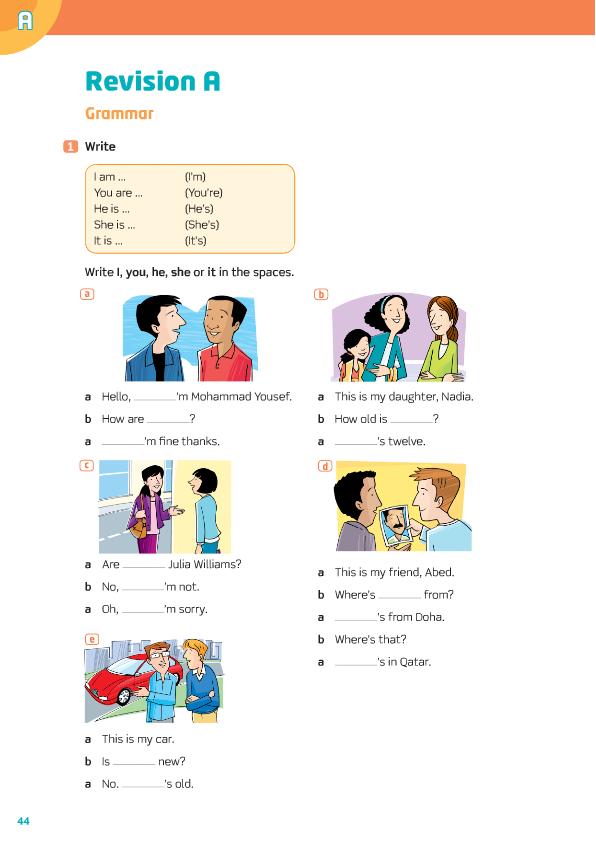 A
Revision A
Grammar
1 Write
I am ... (I'm)
You are ... (You're)
He is ... (He's)
She is ... (She's)
It is ... (It's)
Write I, you, he, she or it in the spaces.
a
a Hello, ________'m Mohammad Yousef.
b How are ________?
a ________'m fine thanks.
b
a This is my daughter, Nadia.
b How old is ________?
a ________'s twelve.
c
a Are ________ Julia Williams?
b No, ________'m not.
a Oh, ________'m sorry.
d
a This is my friend, Abed.
b Where's ________ from?
a ________'s from Doha.
b Where's that?
a ________'s in Qatar.
e
a This is my car.
b Is ________ new?
a No. ________'s old.
44